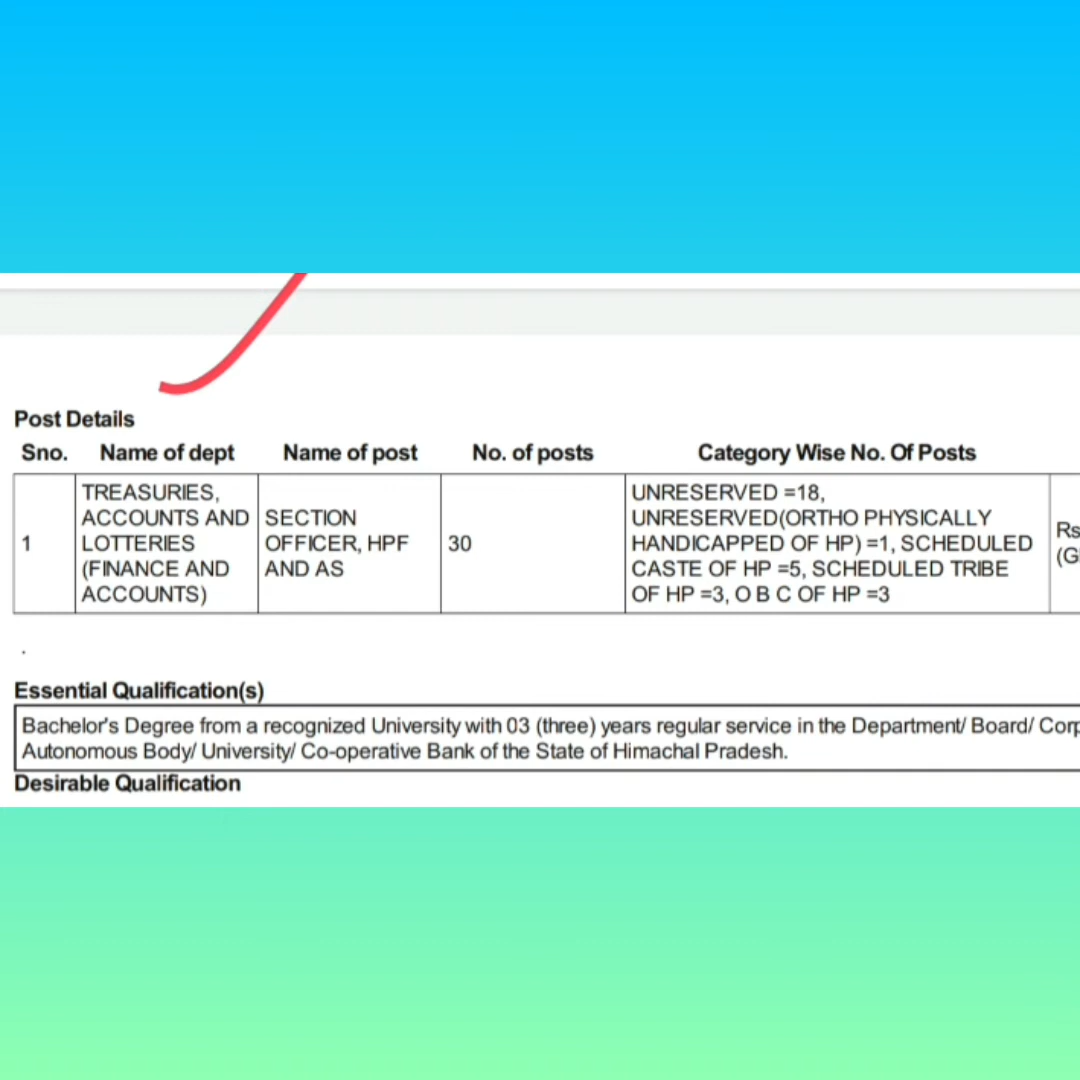 Post Details
Sno. Name of dept Name of post No. of posts Category Wise No. Of Posts
1
TREASURIES,
ACCOUNTS AND
LOTTERIES
(FINANCE AND
ACCOUNTS)
SECTION
OFFICER, HPF
AND AS
30
UNRESERVED =18,
UNRESERVED(ORTHO PHYSICALLY
HANDICAPPED OF HP) =1, SCHEDULED
CASTE OF HP =5, SCHEDULED TRIBE
OF HP =3, O B C OF HP =3
Rs
.
Essential Qualification(s)
Bachelor's Degree from a recognized University with 03 (three) years regular service in the Department/ Board/
Autonomous Body/ University/ Co-operative Bank of the State of Himachal Pradesh.
Desirable Qualification